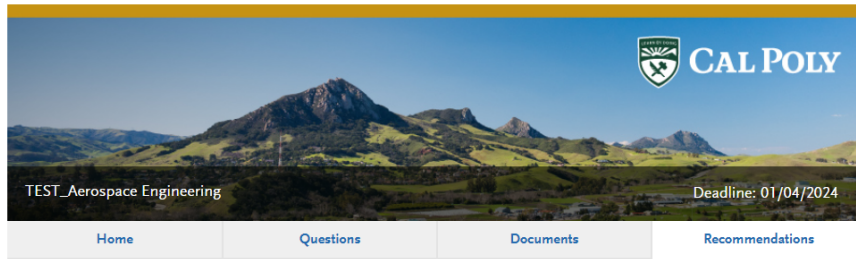 CAL POLY
TEST_Aerospace Engineering
Deadline: 01/04/2024
Home
Questions
Documents
Recommendations